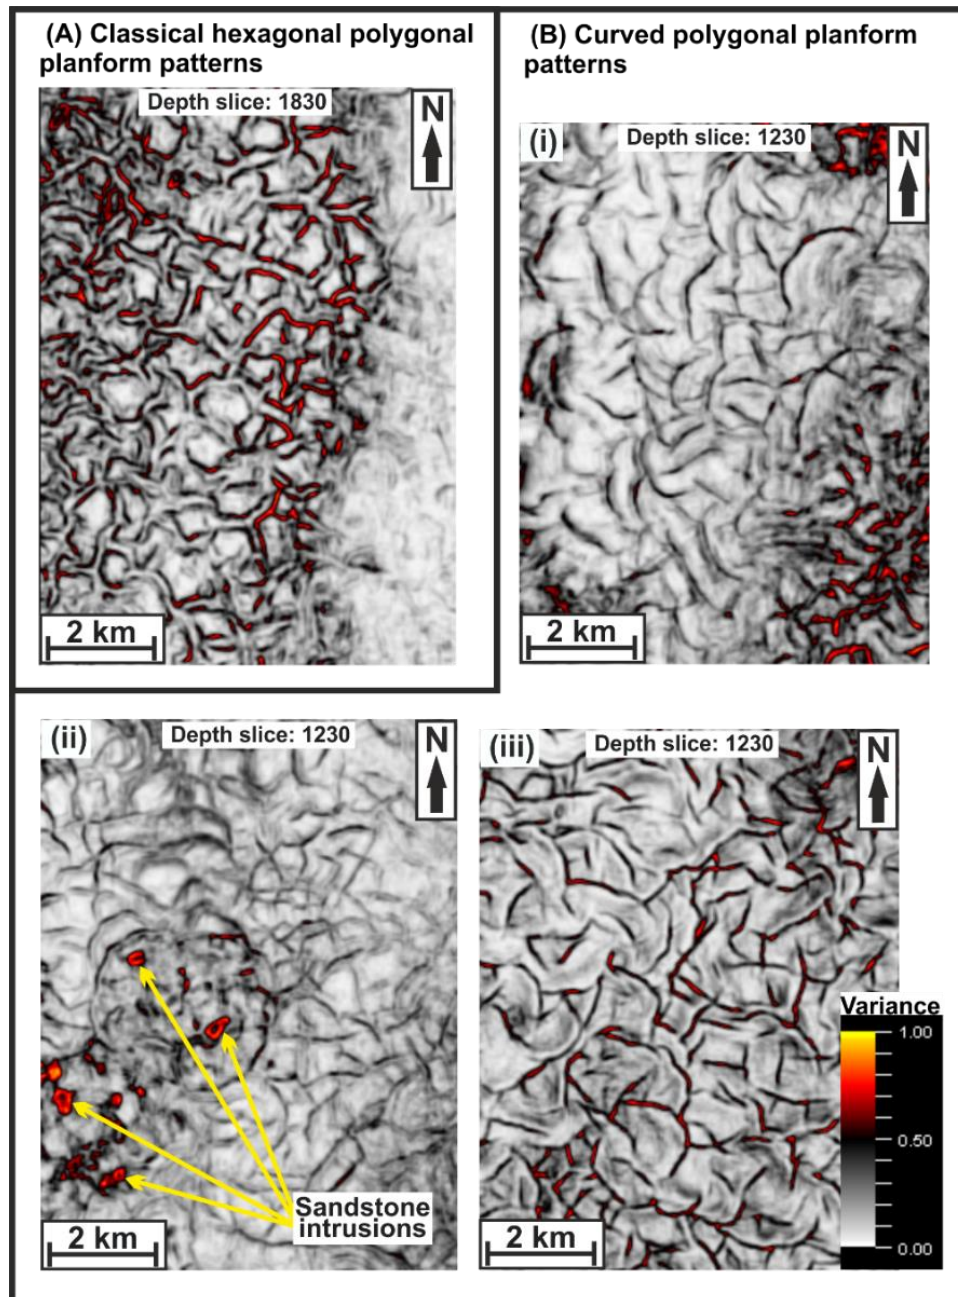 (A) Classical hexagonal polygonal
planform patterns
Depth slice: 1830
N
2 km
(B) Curved polygonal planform
patterns
(i)
Depth slice: 1230
N
2 km
(ii)
Depth slice: 1230
N
Sandstone
intrusions
2 km
(iii)
Depth slice: 1230
N
2 km
Variance
1.00
0.50
0.00